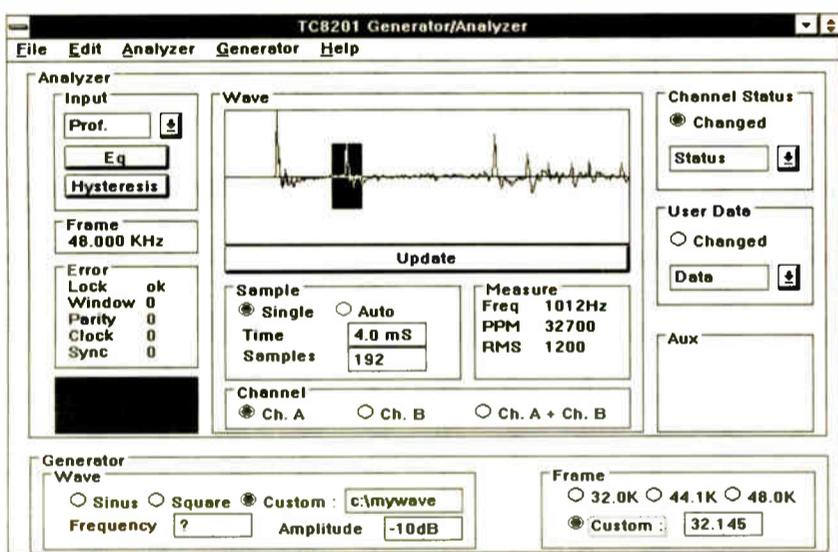 TC8201 Generator/Analyzer
File Edit Analyzer Generator Help
Analyzer
Input
Prof.
Eq
Hysteresis
Frame
48.000 KHz
Error
Lock ok
Window 0
Parity 0
Clock 0
Sync 0
Wave
Update
Sample
Single Auto
Time 4.0 mS
Samples 192
Measure
Freq 1012Hz
PPM 32700
RMS 1200
Channel
Ch. A Ch. B Ch. A + Ch. B
Channel Status
Changed
Status
User Data
Changed
Data
Aux
Generator
Wave
Sinus Square Custom : c:\mywave
Frequency ? Amplitude -10dB
Frame
32.0K 44.1K 48.0K
Custom : 32.145